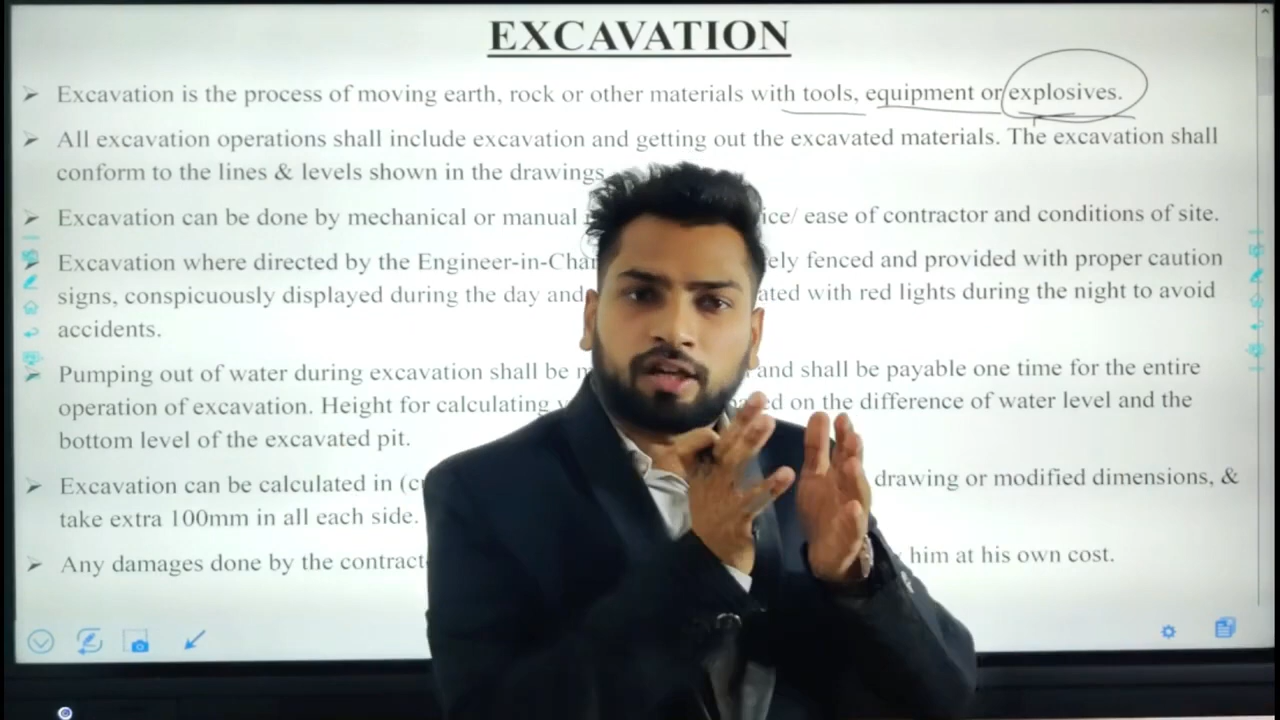 EXCAVATION
➢ Excavation is the process of moving earth, rock or other materials with tools, equipment or explosives.
➢ All excavation operations shall include excavation and getting out the excavated materials. The excavation shall
conform to the lines & levels shown in the drawings
➢ Excavation can be done by mechanical or manual ice/ ease of contractor and conditions of site.
➢ Excavation where directed by the Engineer-in-Char ely fenced and provided with proper caution
signs, conspicuously displayed during the day and ated with red lights during the night to avoid
accidents.
➢ Pumping out of water during excavation shall be and shall be payable one time for the entire
operation of excavation. Height for calculating on the difference of water level and the
bottom level of the excavated pit.
➢ Excavation can be calculated in drawing or modified dimensions, &
take extra 100mm in all each side.
➢ Any damages done by the contract him at his own cost.